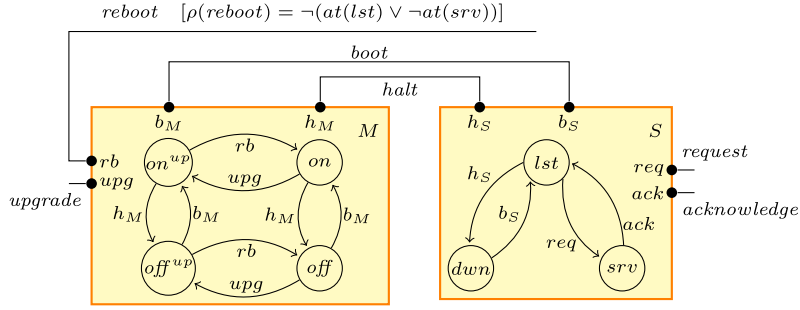 reboot [ρ(reboot) = ¬(at(lst) ∨ ¬at(srv))]
boot
halt
b_M h_M M
h_S b_S S
rb
upg
upgrade
on^up rb on
upg
h_M b_M h_M b_M
off^up rb off
upg
lst
h_S b_S req ack
dwn srv
req request
ack acknowledge